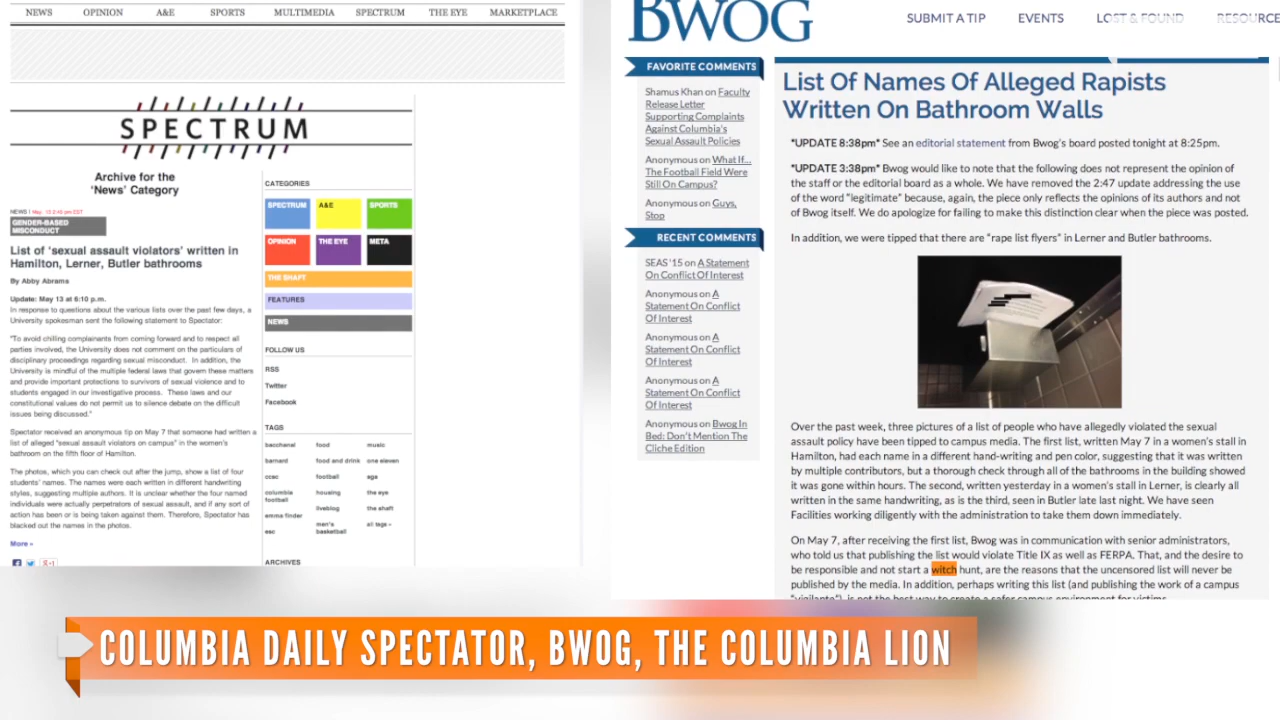 NEWS OPINION A&E SPORTS MULTIMEDIA SPECTRUM THE EYE MARKETPLACE
SPECTRUM
Archive for the
'News' Category
NEWS | May 13 2:45 pm EST
GENDER-BASED
MISCONDUCT
List of 'sexual assault violators' written in
Hamilton, Lerner, Butler bathrooms
By Abby Abrams
Update: May 13 at 6:10 p.m.
In response to questions about the various lists over the past few days, a
University spokesman sent the following statement to Spectator:
"To avoid chilling complainants from coming forward and to respect all
parties involved, the University does not comment on the particulars of
disciplinary proceedings regarding sexual misconduct. In addition, the
University is mindful of the multiple federal laws that govern these matters
and provide important protections to survivors of sexual violence and to
students engaged in our investigative process. These laws and our
constitutional values do not permit us to silence debate on the difficult
issues being discussed."
Spectator received an anonymous tip on May 7 that someone had written a
list of alleged "sexual assault violators on campus" in the women's
bathroom on the fifth floor of Hamilton.
The photos, which you can check out after the jump, show a list of four
students' names. The names were each written in different handwriting
styles, suggesting multiple authors. It is unclear whether the four named
individuals were actually perpetrators of sexual assault, and if any sort of
action has been or is being taken against them. Therefore, Spectator has
blacked out the names in the photos.
More »
CATEGORIES
SPECTRUM A&E SPORTS
OPINION THE EYE META
THE SHAFT
FEATURES
NEWS
FOLLOW US
RSS
Twitter
Facebook
TAGS
bacchanal food music
barnard food and drink one eleven
ccsc football sga
columbia
football housing the eye
emma finder liveblog the shaft
esc men's
basketball all tags »
ARCHIVES
BWOG
SUBMIT A TIP EVENTS LOST & FOUND RESOURCE
FAVORITE COMMENTS
Shamus Khan on Faculty
Release Letter
Supporting Complaints
Against Columbia's
Sexual Assault Policies
Anonymous on What If...
The Football Field Were
Still On Campus?
Anonymous on Guys,
Stop
RECENT COMMENTS
SEAS '15 on A Statement
On Conflict Of Interest
Anonymous on A
Statement On Conflict
Of Interest
Anonymous on A
Statement On Conflict
Of Interest
Anonymous on A
Statement On Conflict
Of Interest
Anonymous on Bwog In
Bed: Don't Mention The
Cliche Edition
List Of Names Of Alleged Rapists
Written On Bathroom Walls
*UPDATE 8:38pm* See an editorial statement from Bwog's board posted tonight at 8:25pm.
*UPDATE 3:38pm* Bwog would like to note that the following does not represent the opinion of
the staff or the editorial board as a whole. We have removed the 2:47 update addressing the use
of the word "legitimate" because, again, the piece only reflects the opinions of its authors and not
of Bwog itself. We do apologize for failing to make this distinction clear when the piece was posted.
In addition, we were tipped that there are "rape list flyers" in Lerner and Butler bathrooms.
Over the past week, three pictures of a list of people who have allegedly violated the sexual
assault policy have been tipped to campus media. The first list, written May 7 in a women's stall in
Hamilton, had each name in a different hand-writing and pen color, suggesting that it was written
by multiple contributors, but a thorough check through all of the bathrooms in the building showed
it was gone within hours. The second, written yesterday in a women's stall in Lerner, is clearly all
written in the same handwriting, as is the third, seen in Butler late last night. We have seen
Facilities working diligently with the administration to take them down immediately.
On May 7, after receiving the first list, Bwog was in communication with senior administrators,
who told us that publishing the list would violate Title IX as well as FERPA. That, and the desire to
be responsible and not start a witch hunt, are the reasons that the uncensored list will never be
published by the media. In addition, perhaps writing this list (and publishing the work of a campus
"vigilante"), is not the best way to create a safer campus environment for victims.
COLUMBIA DAILY SPECTATOR, BWOG, THE COLUMBIA LION